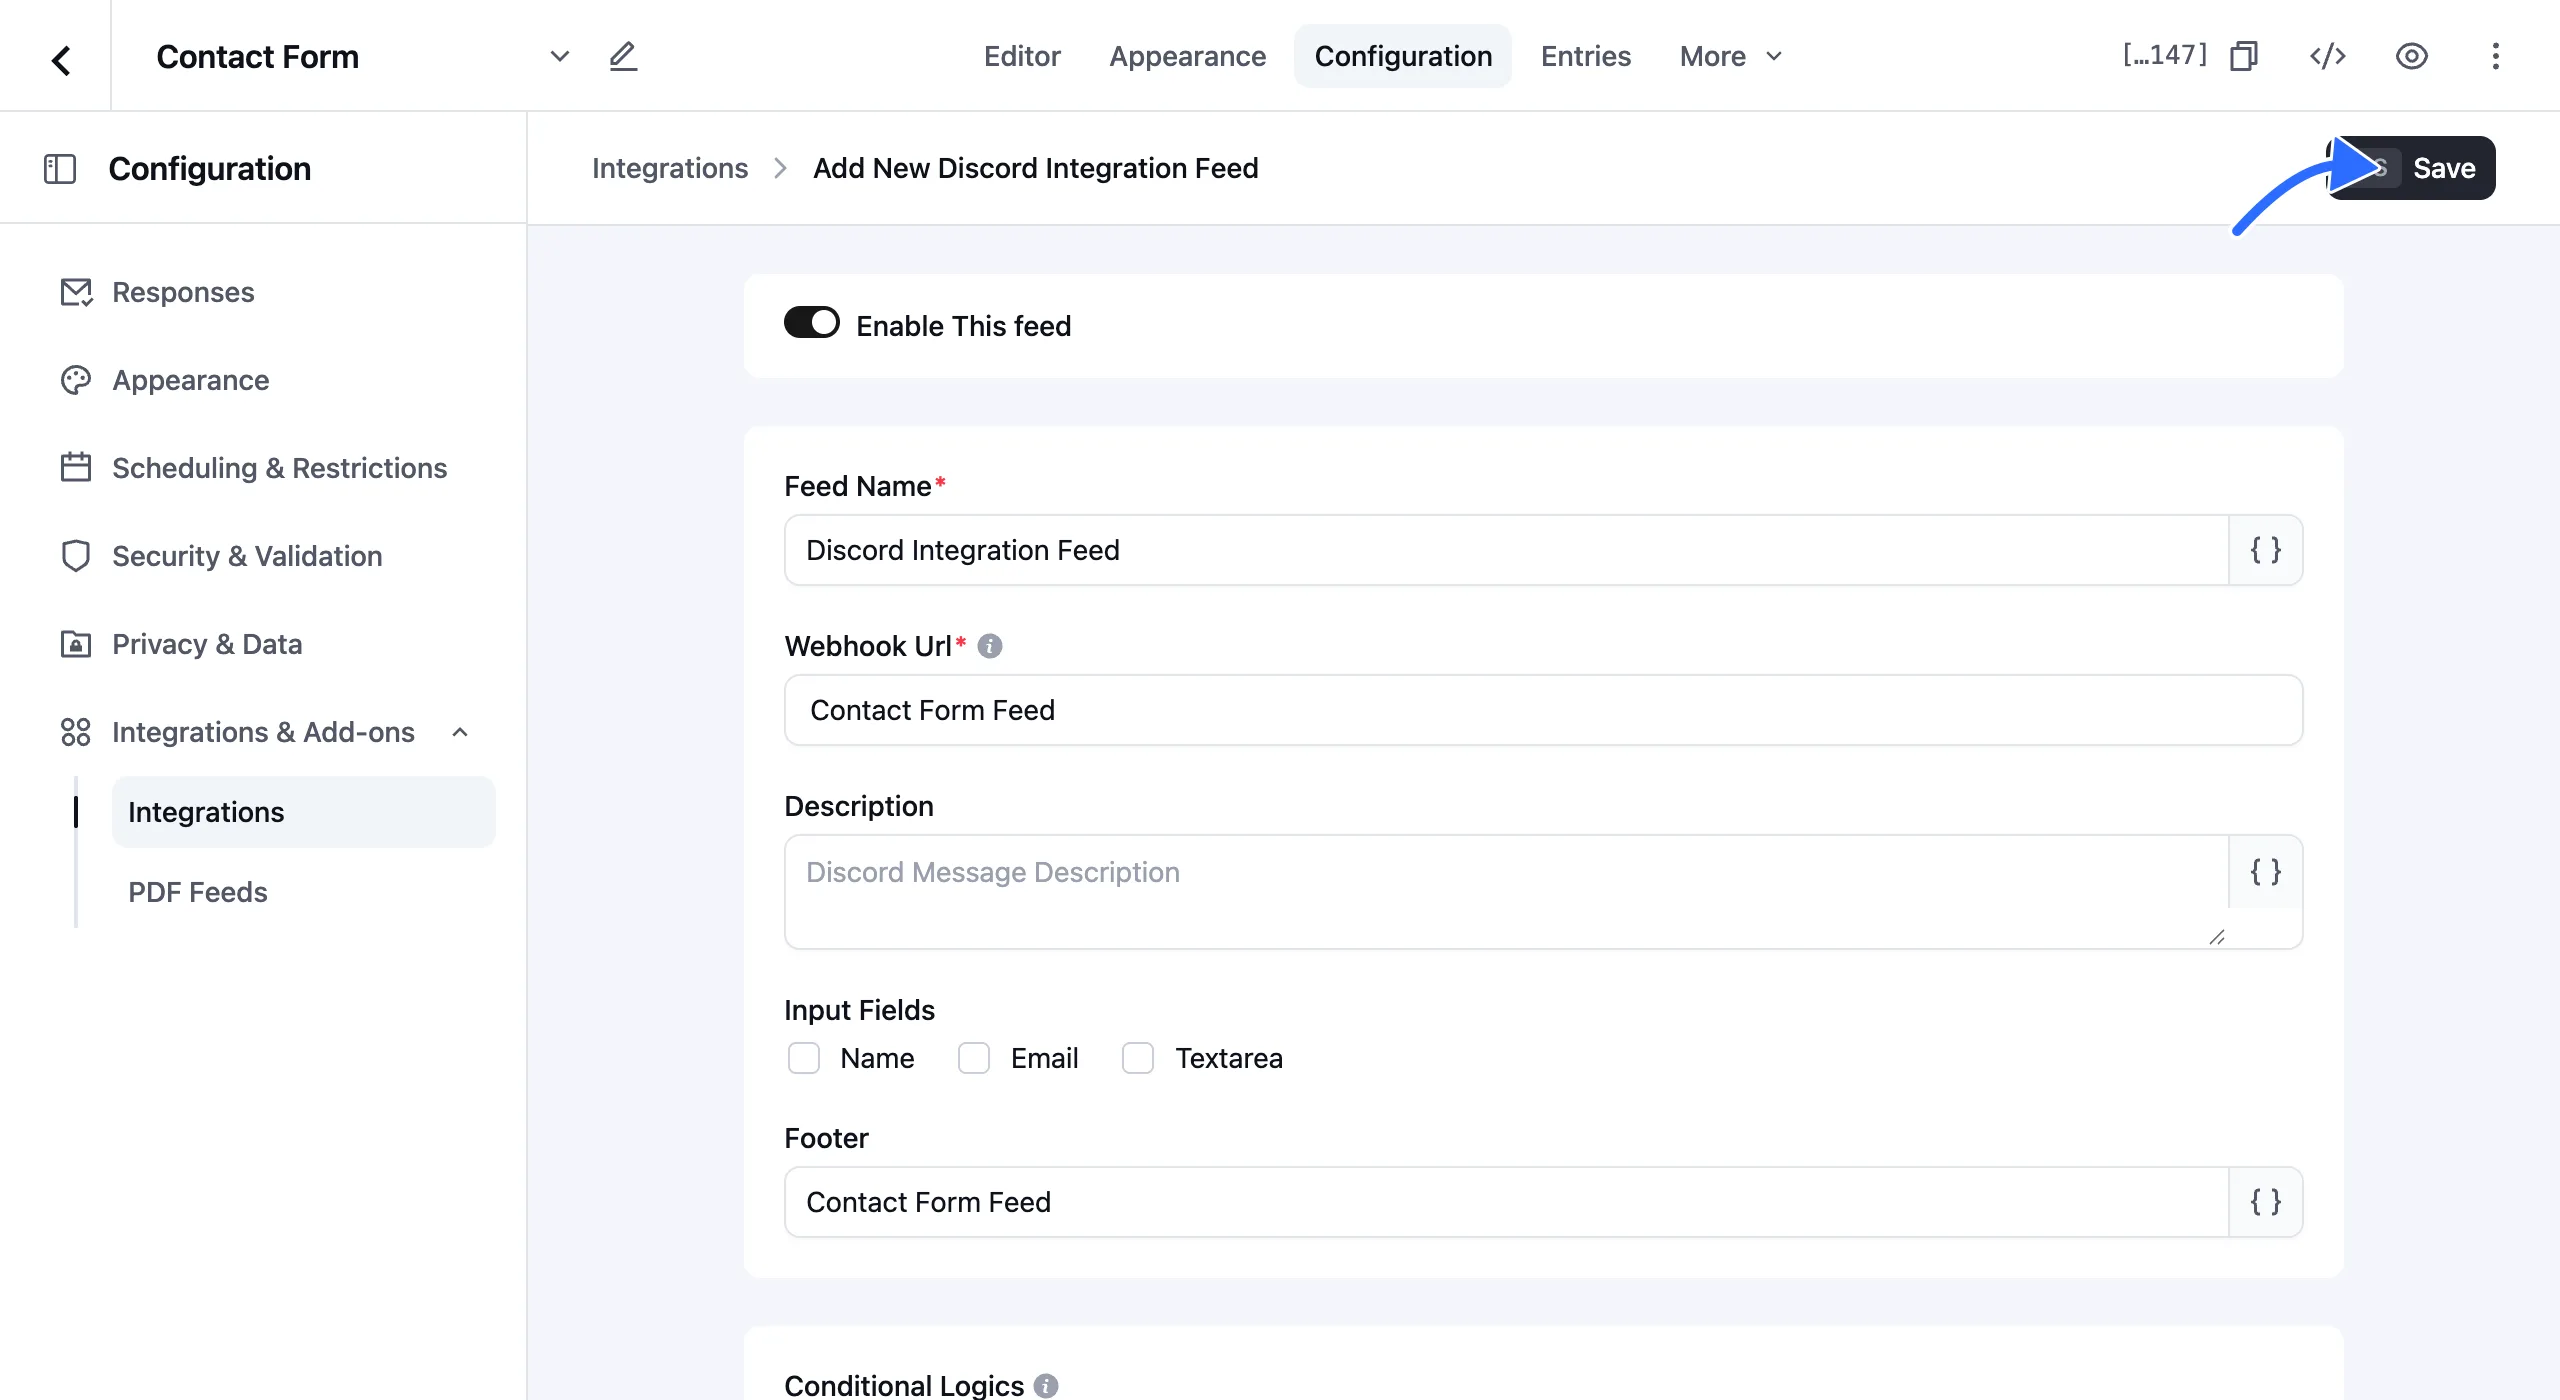 Contact Form
Editor
Appearance
Configuration
Entries
More
[...147]
Configuration
Integrations > Add New Discord Integration Feed
S Save
Responses
Appearance
Scheduling & Restrictions
Security & Validation
Privacy & Data
Integrations & Add-ons
Integrations
PDF Feeds
Enable This feed
Feed Name*
Discord Integration Feed
{ }
Webhook Url*
Contact Form Feed
Description
Discord Message Description
{ }
Input Fields
Name
Email
Textarea
Footer
Contact Form Feed
{ }
Conditional Logics